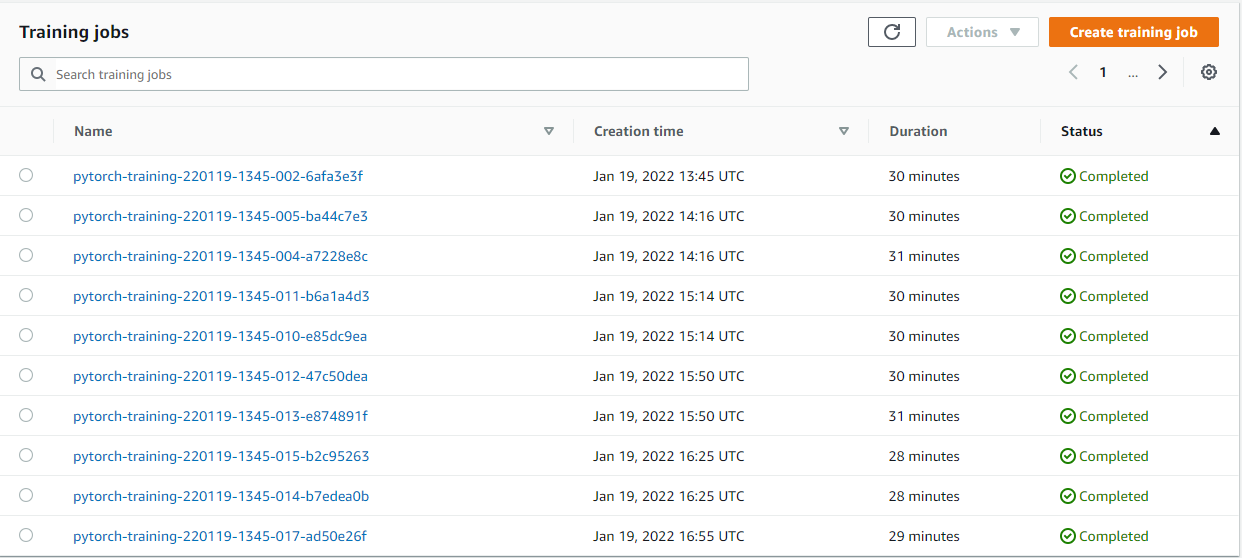 Training jobs Actions Create training job
Search training jobs 1 ...
Name Creation time Duration Status
pytorch-training-220119-1345-002-6afa3e3f Jan 19, 2022 13:45 UTC 30 minutes Completed
pytorch-training-220119-1345-005-ba44c7e3 Jan 19, 2022 14:16 UTC 30 minutes Completed
pytorch-training-220119-1345-004-a7228e8c Jan 19, 2022 14:16 UTC 31 minutes Completed
pytorch-training-220119-1345-011-b6a1a4d3 Jan 19, 2022 15:14 UTC 30 minutes Completed
pytorch-training-220119-1345-010-e85dc9ea Jan 19, 2022 15:14 UTC 30 minutes Completed
pytorch-training-220119-1345-012-47c50dea Jan 19, 2022 15:50 UTC 30 minutes Completed
pytorch-training-220119-1345-013-e874891f Jan 19, 2022 15:50 UTC 31 minutes Completed
pytorch-training-220119-1345-015-b2c95263 Jan 19, 2022 16:25 UTC 28 minutes Completed
pytorch-training-220119-1345-014-b7edea0b Jan 19, 2022 16:25 UTC 28 minutes Completed
pytorch-training-220119-1345-017-ad50e26f Jan 19, 2022 16:55 UTC 29 minutes Completed